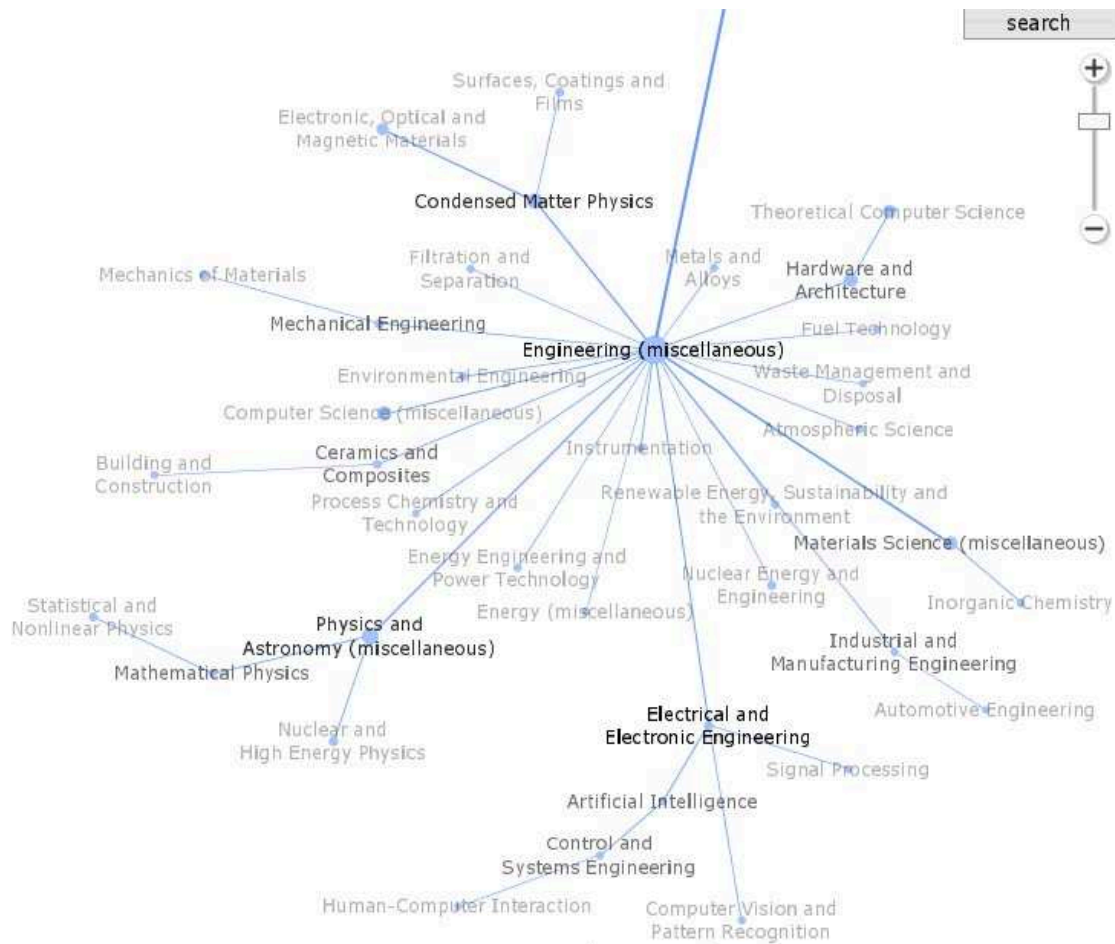 search
Surfaces, Coatings and
Films
Electronic, Optical and
Magnetic Materials
Condensed Matter Physics
Theoretical Computer Science
Filtration and
Separation
Metals and
Alloys
Hardware and
Architecture
Mechanics of Materials
Mechanical Engineering
Fuel Technology
Engineering (miscellaneous)
Environmental Engineering
Waste Management and
Disposal
Computer Science (miscellaneous)
Atmospheric Science
Instrumentation
Ceramics and
Composites
Building and
Construction
Process Chemistry and
Technology
Renewable Energy, Sustainability and
the Environment
Materials Science (miscellaneous)
Energy Engineering and
Power Technology
Nuclear Energy and
Engineering
Energy (miscellaneous)
Inorganic Chemistry
Statistical and
Nonlinear Physics
Physics and
Astronomy (miscellaneous)
Industrial and
Manufacturing Engineering
Mathematical Physics
Automotive Engineering
Electrical and
Electronic Engineering
Nuclear and
High Energy Physics
Signal Processing
Artificial Intelligence
Control and
Systems Engineering
Human-Computer Interaction
Computer Vision and
Pattern Recognition